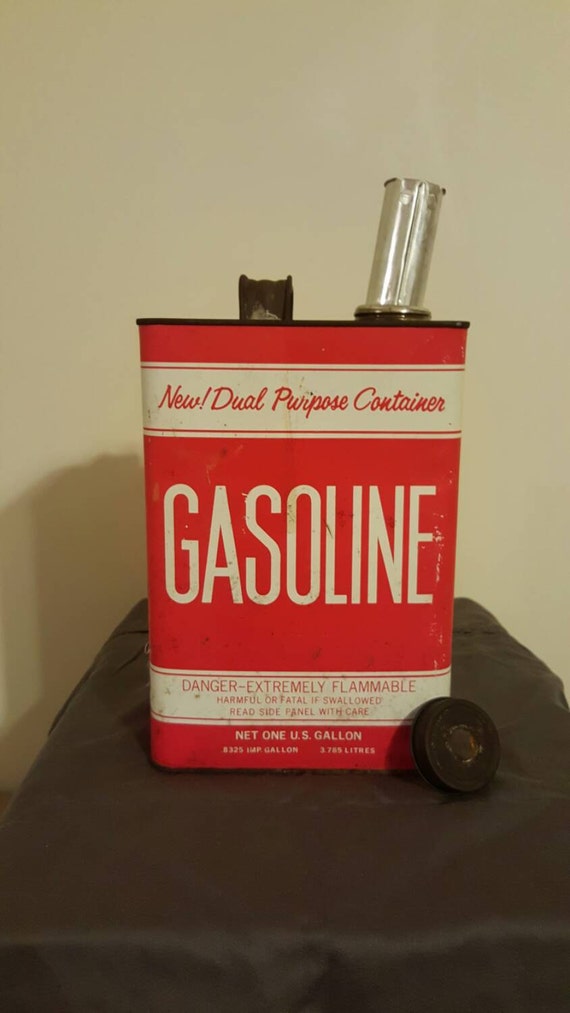 New! Dual Purpose Container
GASOLINE
DANGER-EXTREMELY FLAMMABLE
HARMFUL OR FATAL IF SWALLOWED
READ SIDE PANEL WITH CARE
NET ONE U.S. GALLON
.8325 IMP. GALLON 3.785 LITRES